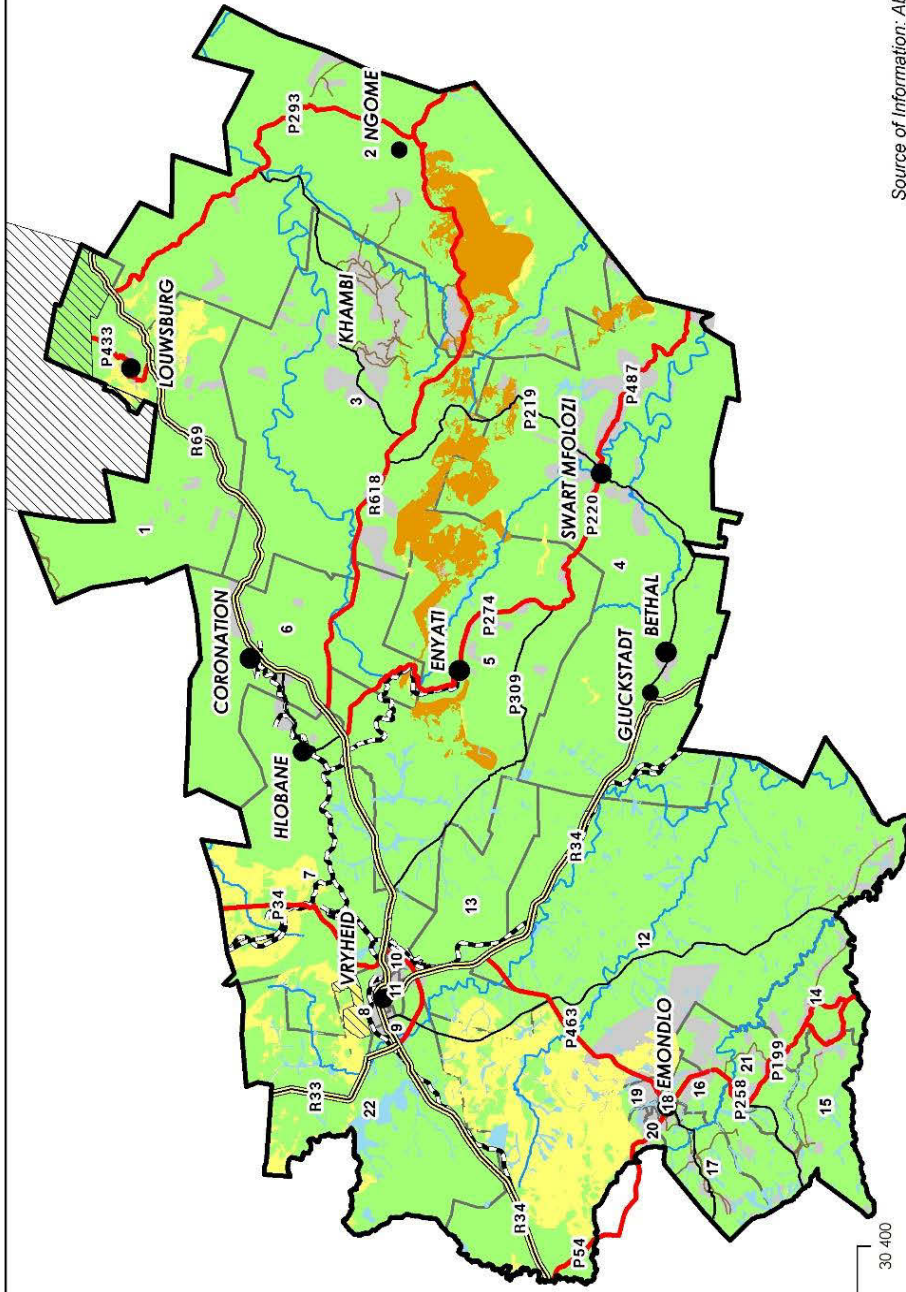 Source of Information: Al
P433
LOUWSBURG
R69
1
P293
2 NGOME
KHAMBI
3
R618
P219
P487
SWART MFOLOZI
P220
4
CORONATION
6
ENYATI
P274
5
P309
BETHAL
GLUCKSTADT
HLOBANE
R34
P34
7
VRYHEID
13
12
10
11
8
9
R33
22
P463
R34
P54
EMONDLO
19
18
20
16
17
P258
21
P199
14
15
30 400